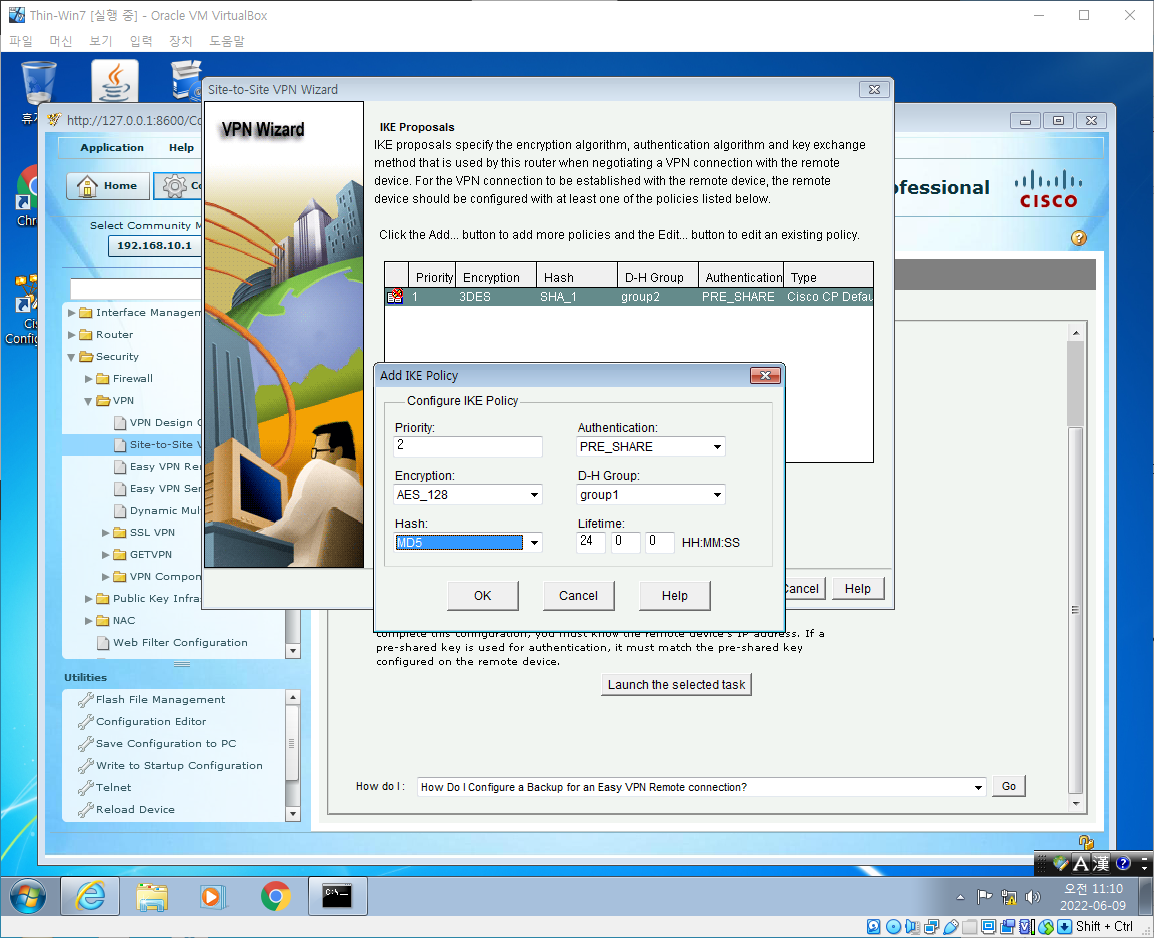 Thin-Win7 [실행 중] - Oracle VM VirtualBox
파일 머신 보기 입력 장치 도움말
Site-to-Site VPN Wizard
http://127.0.0.1:8600/Co
Application Help
Home
Select Community M
192.168.10.1
ofessional
CISCO
VPN Wizard
IKE Proposals
IKE proposals specify the encryption algorithm, authentication algorithm and key exchange
method that is used by this router when negotiating a VPN connection with the remote
device. For the VPN connection to be established with the remote device, the remote
device should be configured with at least one of the policies listed below.
Click the Add... button to add more policies and the Edit... button to edit an existing policy.
Priority Encryption Hash D-H Group Authentication Type
1 3DES SHA_1 group2 PRE_SHARE Cisco CP Defau
Chr
Cis
Config
Interface Managem
Router
Security
Firewall
VPN
VPN Design G
Site-to-Site V
Easy VPN Rem
Easy VPN Ser
Dynamic Mul
SSL VPN
GETVPN
VPN Compon
Public Key Infras
NAC
Web Filter Configuration
Add IKE Policy
Configure IKE Policy
Priority: Authentication:
2 PRE_SHARE
Encryption: D-H Group:
AES_128 group1
Hash: Lifetime:
MD5 24 0 0 HH:MM:SS
OK Cancel Help
Cancel Help
complete this configuration, you must know the remote device's IP address. If a
pre-shared key is used for authentication, it must match the pre-shared key
configured on the remote device.
Launch the selected task
Utilities
Flash File Management
Configuration Editor
Save Configuration to PC
Write to Startup Configuration
Telnet
Reload Device
How do I : How Do I Configure a Backup for an Easy VPN Remote connection? Go
A 漢 ?
C:\_
오전 11:10
2022-06-09
Shift + Ctrl